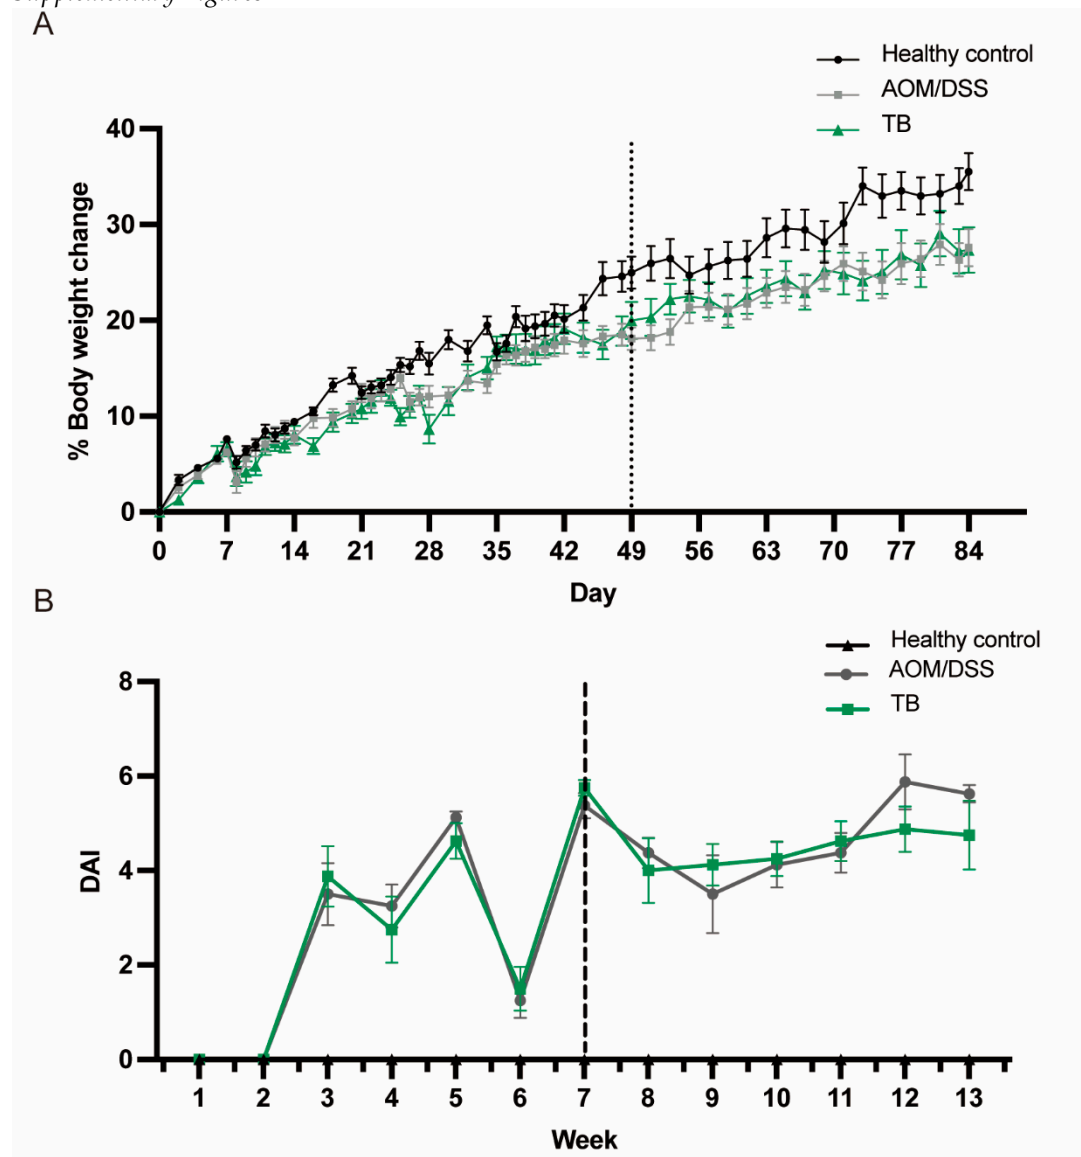 Supplementary Figures
A
Healthy control
AOM/DSS
TB
40
30
20
10
0
% Body weight change
0 7 14 21 28 35 42 49 56 63 70 77 84
Day
B
Healthy control
AOM/DSS
TB
8
6
4
2
0
DAI
1 2 3 4 5 6 7 8 9 10 11 12 13
Week